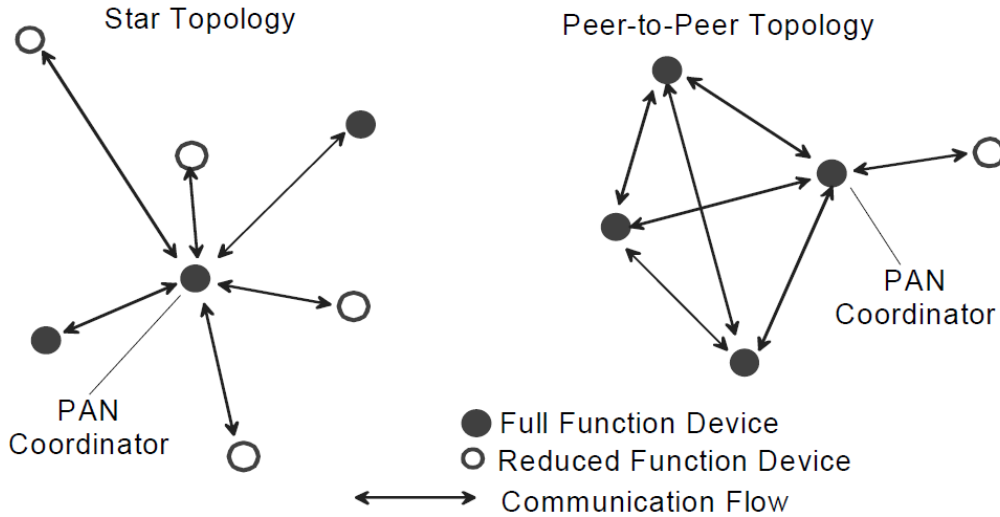 Star Topology
Peer-to-Peer Topology
PAN
Coordinator
PAN
Coordinator
Full Function Device
Reduced Function Device
Communication Flow